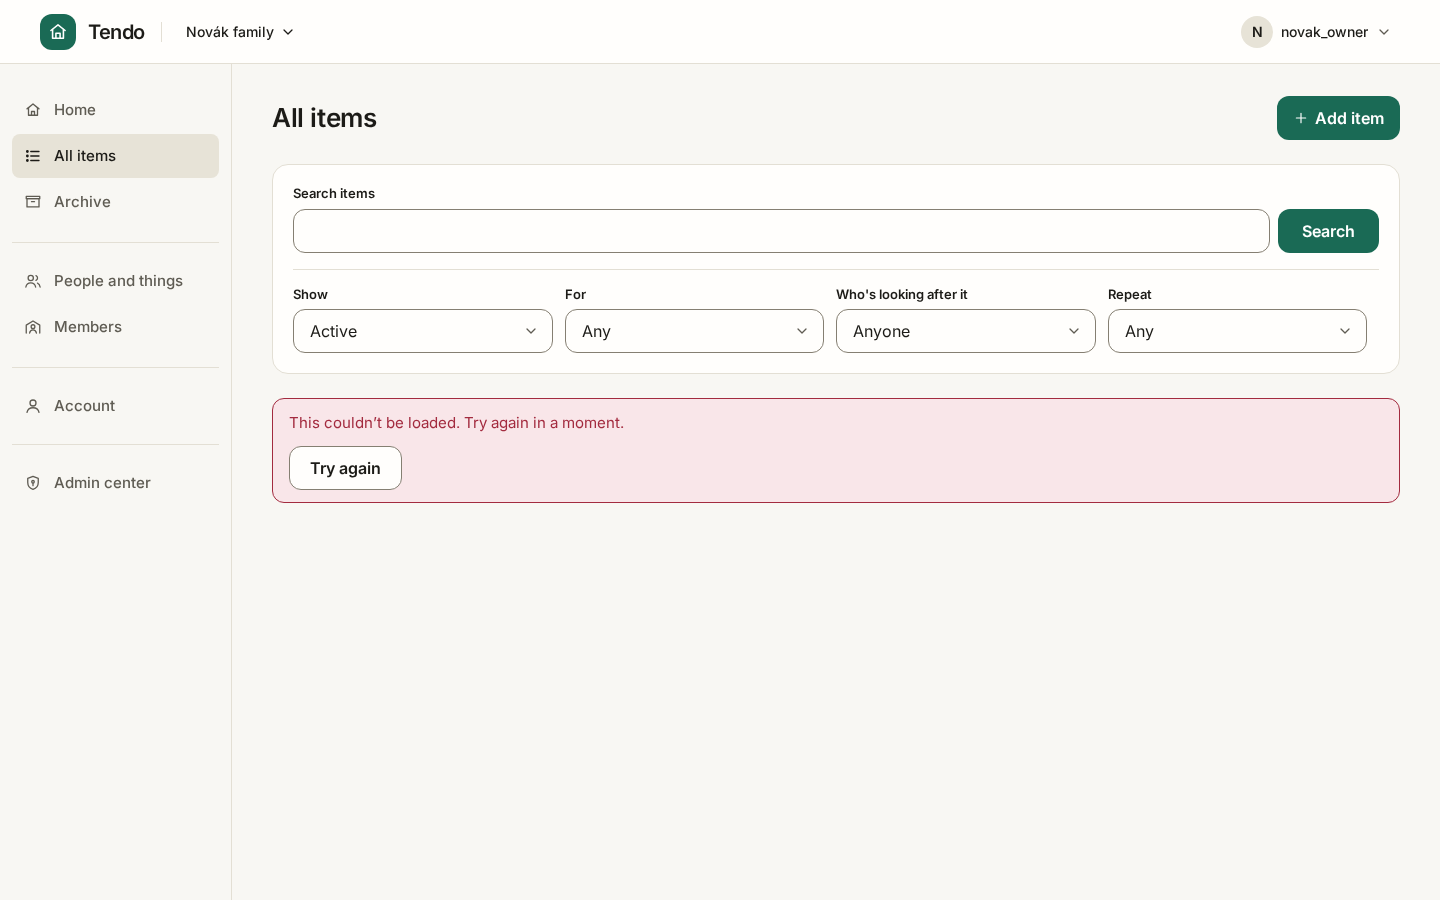 Tendo
Novák family
N
novak_owner
Home
All items
Archive
People and things
Members
Account
Admin center
All items
Add item
Search items
Search
Show
For
Who's looking after it
Repeat
Active
Any
Anyone
Any
This couldn’t be loaded. Try again in a moment.
Try again